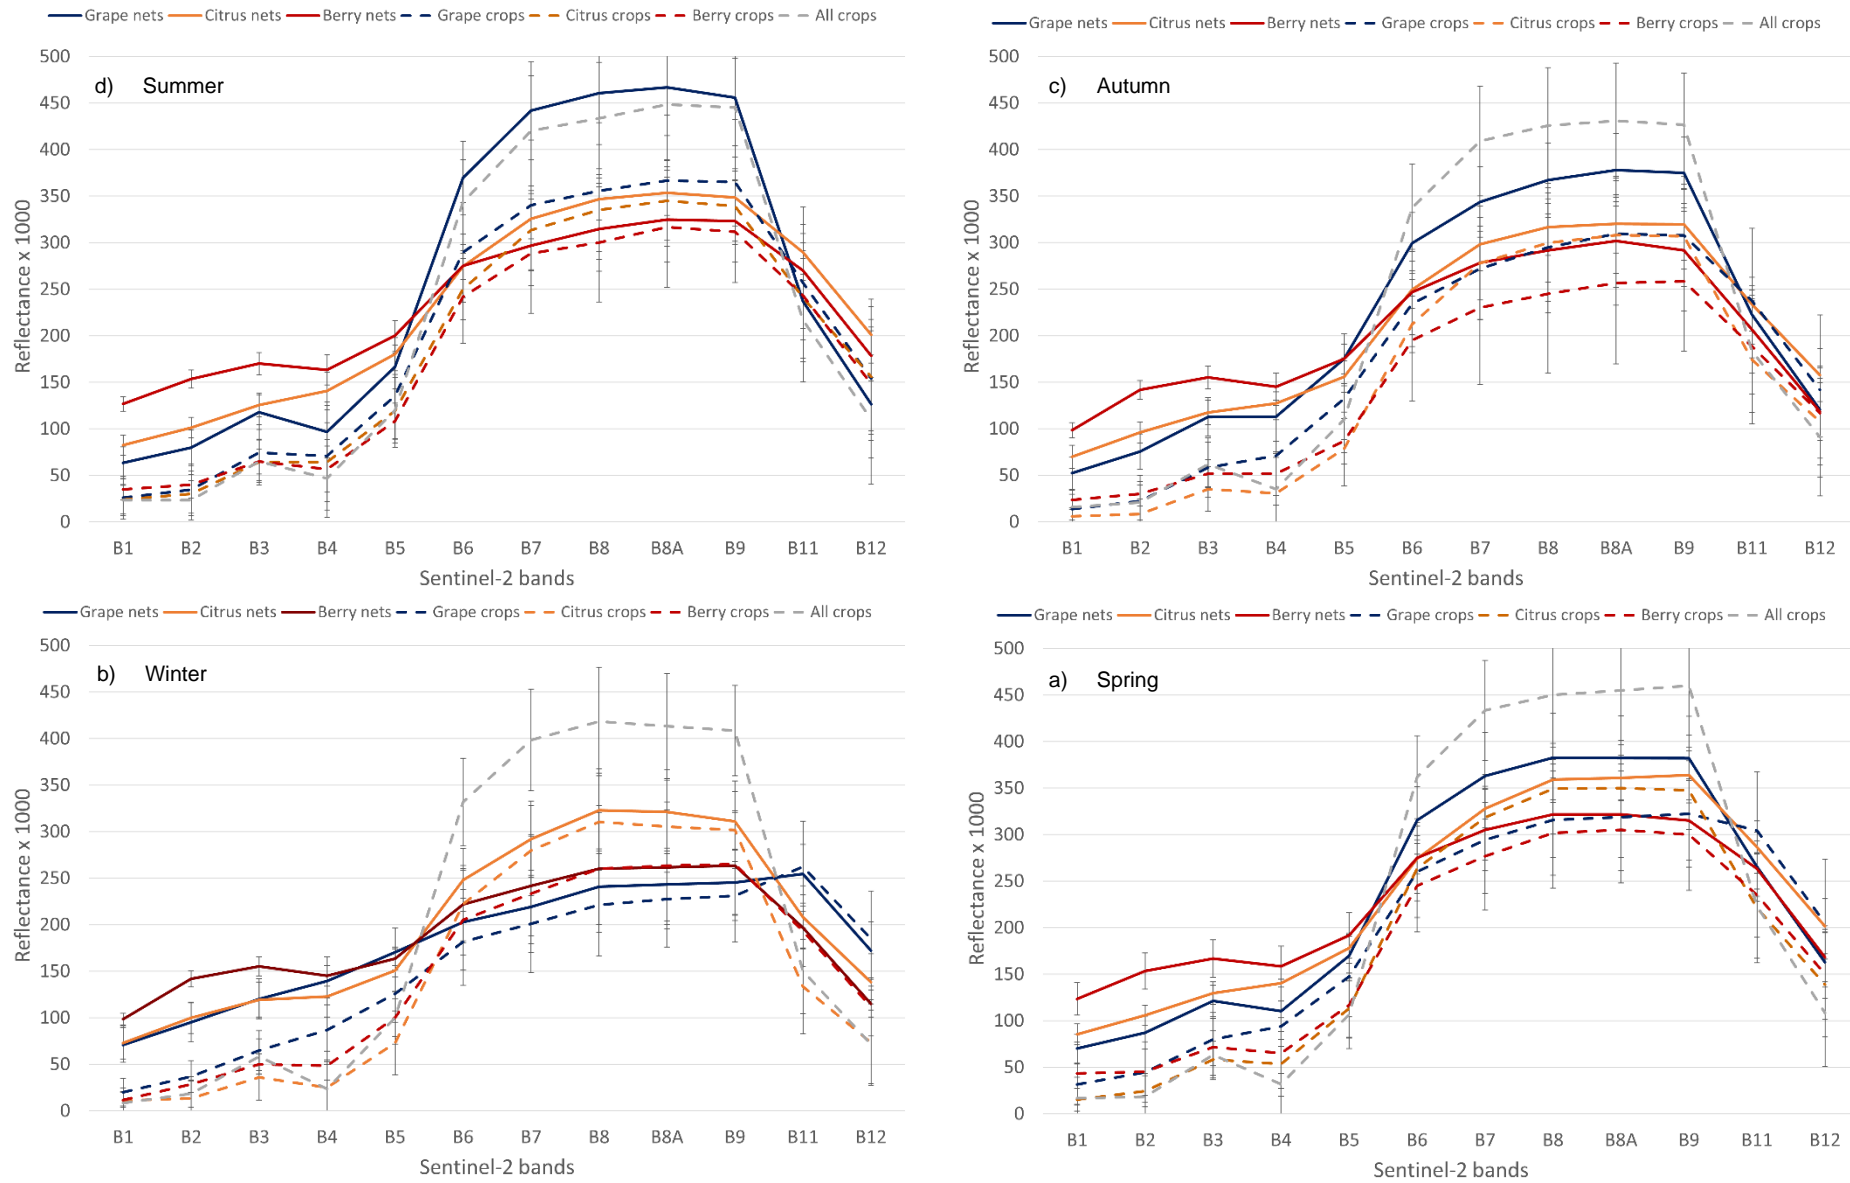 Grape nets Citrus nets Berry nets Grape crops Citrus crops Berry crops All crops
500
450
400
350
300
250
200
150
100
50
0
Reflectance x 1000
d) Summer
B1 B2 B3 B4 B5 B6 B7 B8 B8A B9 B11 B12
Sentinel-2 bands
Grape nets Citrus nets Berry nets Grape crops Citrus crops Berry crops All crops
500
450
400
350
300
250
200
150
100
50
0
Reflectance x 1000
c) Autumn
B1 B2 B3 B4 B5 B6 B7 B8 B8A B9 B11 B12
Sentinel-2 bands
Grape nets Citrus nets Berry nets Grape crops Citrus crops Berry crops All crops
500
450
400
350
300
250
200
150
100
50
0
Reflectance x 1000
b) Winter
B1 B2 B3 B4 B5 B6 B7 B8 B8A B9 B11 B12
Sentinel-2 bands
Grape nets Citrus nets Berry nets Grape crops Citrus crops Berry crops All crops
500
450
400
350
300
250
200
150
100
50
0
Reflectance x 1000
a) Spring
B1 B2 B3 B4 B5 B6 B7 B8 B8A B9 B11 B12
Sentinel-2 bands